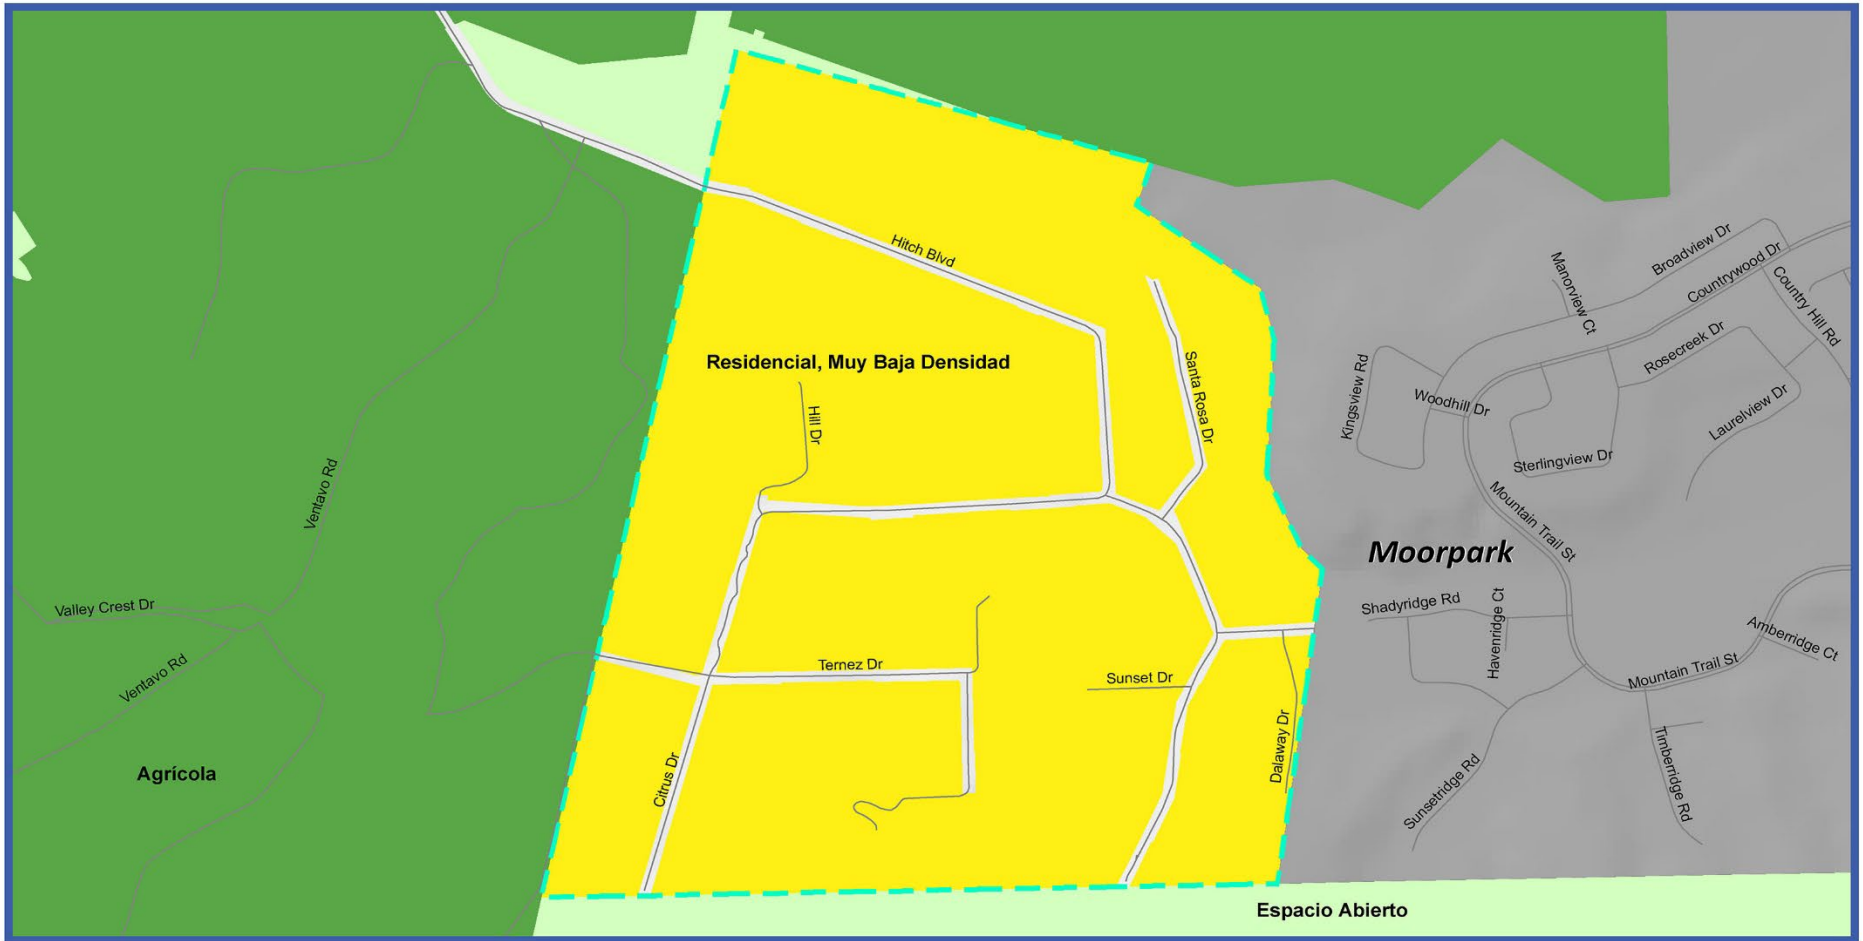 Broadview Dr
Countrywood Dr
Manorview Ct
Country Hill Rd
Hitch Blvd
Rosecreek Dr
Residencial, Muy Baja Densidad
Santa Rosa Dr
Kingsview Rd
Woodhill Dr
Laurelview Dr
Hill Dr
Sterlingview Dr
Ventavo Rd
Mountain Trail St
Moorpark
Valley Crest Dr
Shadyridge Rd
Havenridge Ct
Amberridge Ct
Ventavo Rd
Ternez Dr
Sunset Dr
Mountain Trail St
Dalaway Dr
Agrícola
Citrus Dr
Sunsetridge Rd
Timberridge Rd
Espacio Abierto